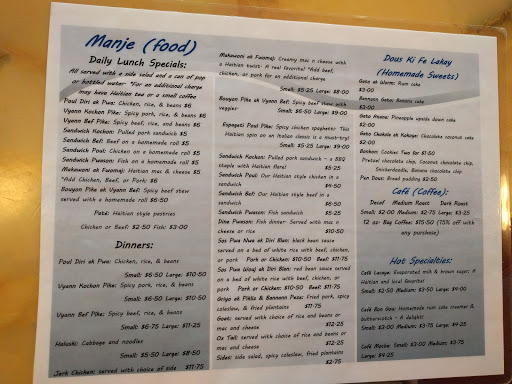 Manje (food)
Daily Lunch Specials:
All served with a side salad and a can of pop
or bottled water *For an additional charge
may have Haitian tea or a small coffee
Poul Diri ak Pwa: Chicken, rice, & beans $6
Vyann Kochon Pike: Spicy pork, rice, & beans $6
Vyann Bef Pike: Spicy beef, rice, and beans $6
Sandwich Kochon: Pulled pork sandwich $5
Sandwich Bef: Beef on a homemade roll $5
Sandwich Poul: Chicken on a homemade roll $5
Sandwich Pwason: Fish on a homemade roll $5
Makawoni ak Fwomaj: Haitian mac & cheese $5
*Add Chicken, Beef, or Pork: $6
Bouyon Pike ak Vyann Bef: Spicy beef stew
served with a homemade roll $6-50
Paté: Haitian style pastries
Chicken or Beef: $2-50 Fish: $3-00
Dinners:
Poul Diri ak Pwa: Chicken, rice, & beans
Small: $6-50 Large: $10-50
Vyann Kochon Pike: Spicy pork, rice, & beans
Small: $6-50 Large: $10-50
Vyann Bef Pike: Spicy beef, rice, & beans
Small: $6-75 Large: $11-25
Kalaski: Cabbage and noodles
Small: $5-50 Large: $8-50
Jerk Chicken: served with choice of side $11-75
Makawoni ak Fwomaj: Creamy mac n cheese with a
Haitian twist- A real favorite! *Add beef,
chicken, or pork for an additional charge
Small: $5-25 Large: $8-00
Bouyon Pike ak Vyann Bef: Spicy beef stew with
veggies
Small: $6-50 Large: $9-00
Espageti Poul Pike: Spicy chicken spaghetti: This
Haitian spin on an Italian classic is a must-try!
Small: $5-25 Large: $9-00
Sandwich Kochon: Pulled pork sandwich – a BBQ
staple with Haitian flare!
$5-25
Sandwich Poul: Our Haitian style chicken in a
sandwich
$6-50
Sandwich Bef: Our Haitian style beef in a
sandwich
$6-50
Sandwich Pwason: Fish sandwich $5-25
Dine Pwason: Fish dinner- Served with mac n
cheese or rice
$10-50
Sos Pwa Nwa ak Diri Blan: black bean sauce
served on a bed of white rice with beef, chicken,
or pork Pork or Chicken: $10-50 Beef: $11-75
Sos Pwa Wouj ak Diri Blan: red bean sauce served
on a bed of white rice with beef, chicken, or
pork Pork or Chicken: $10-50 Beef: $11-75
Griyo ak Pikliz & Bannann Peze: Fried pork, spicy
coleslaw, & fried plantains $11-75
Goat: served with choice of rice and beans or
mac and cheese
$12-25
Ox Tail: served with choice of rice and beans or
mac and cheese
$12-25
Sides: side salad, spicy coleslaw, fried plantains
$2-75
Dous Ki Fe Lakay
(Homemade Sweets)
Gato ak Wonm: Rum cake
$3-00
Bannann Gato: Banana cake
$3-00
Gato Anana: Pineapple upside down cake
$2-00
Gato Chokola ak Kokoye: Chocolate coconut cake
$2-00
Bonbon: Cookies Two for $1-50
Pretzel chocolate chip, Coconut chocolate chip,
Snickerdoodle, Banana chocolate chip
Pen Dous: Bread pudding $2-50
Café (Coffee):
Decaf Medium Roast Dark Roast
Small: $2-00 Medium: $2-75 Large: $3-25
12 oz- Bag Coffee: $15-50 (75% off with
any purchase)
Hot Specialties:
Café Lacaye: Evaporated milk & brown sugar; A
Haitian and local favorite!
Small: $2-50 Medium: $3-50 Large: $3-75
Café Bon Gou: Homemade rum cake creamer &
butterscotch – A delight!
Small: $3-00 Medium: $3-75 Large: $4-25
Café Mocha: Small: $3-00 Medium: $3-75
Large: $4-25